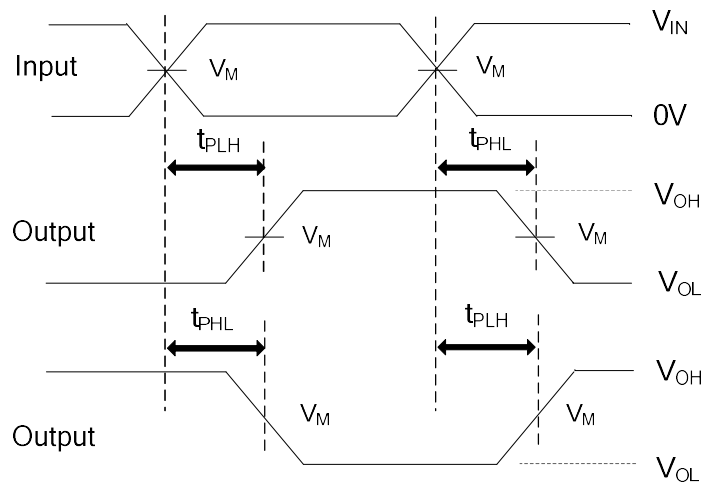 V_IN
Input
V_M
V_M
0V
t_PLH
t_PHL
V_OH
Output
V_M
V_M
V_OL
t_PHL
t_PLH
V_OH
V_M
V_M
Output
V_OL